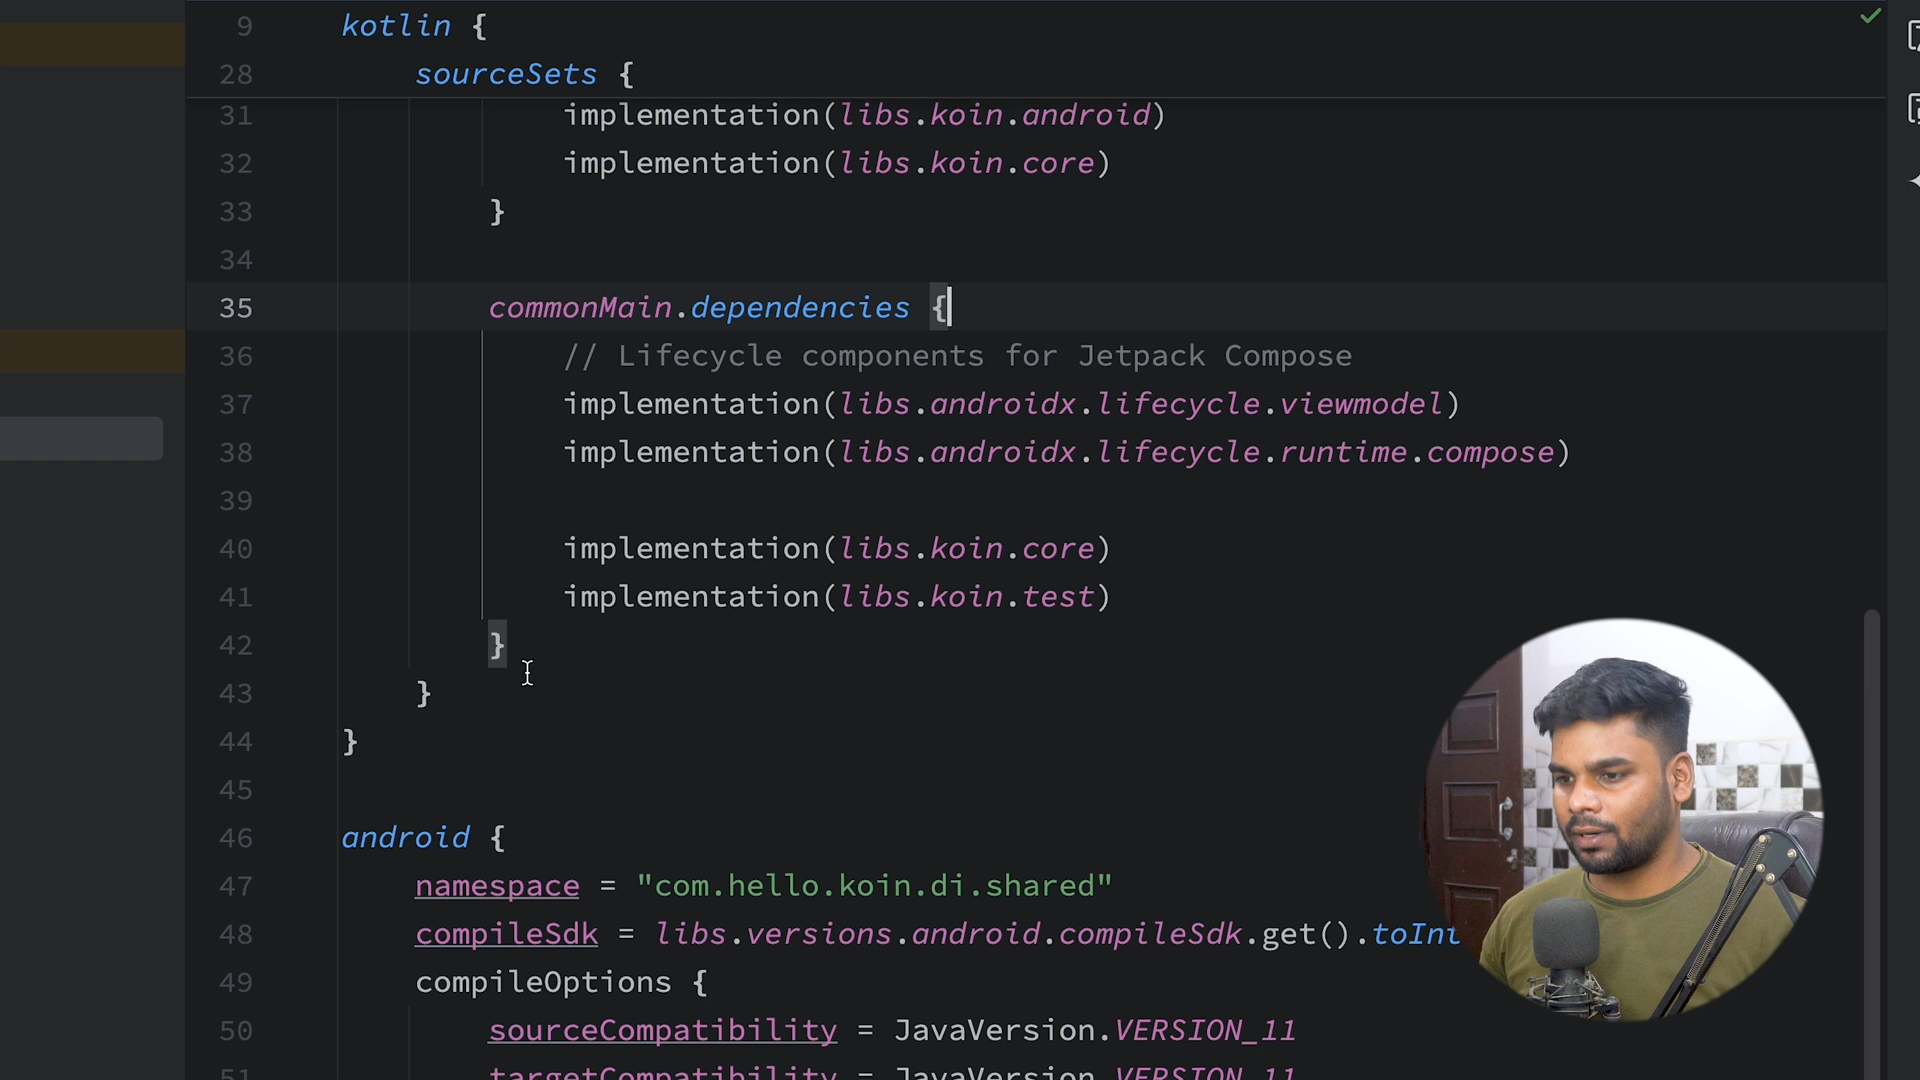 9 kotlin {
28 sourceSets {
31 implementation(libs.koin.android)
32 implementation(libs.koin.core)
33 }
34
35 commonMain.dependencies {
36 // Lifecycle components for Jetpack Compose
37 implementation(libs.androidx.lifecycle.viewmodel)
38 implementation(libs.androidx.lifecycle.runtime.compose)
39
40 implementation(libs.koin.core)
41 implementation(libs.koin.test)
42 }
43 }
44 }
45
46 android {
47 namespace = "com.hello.koin.di.shared"
48 compileSdk = libs.versions.android.compileSdk.get().toInt
49 compileOptions {
50 sourceCompatibility = JavaVersion.VERSION_11
51 targetCompatibility = JavaVersion.VERSION_11